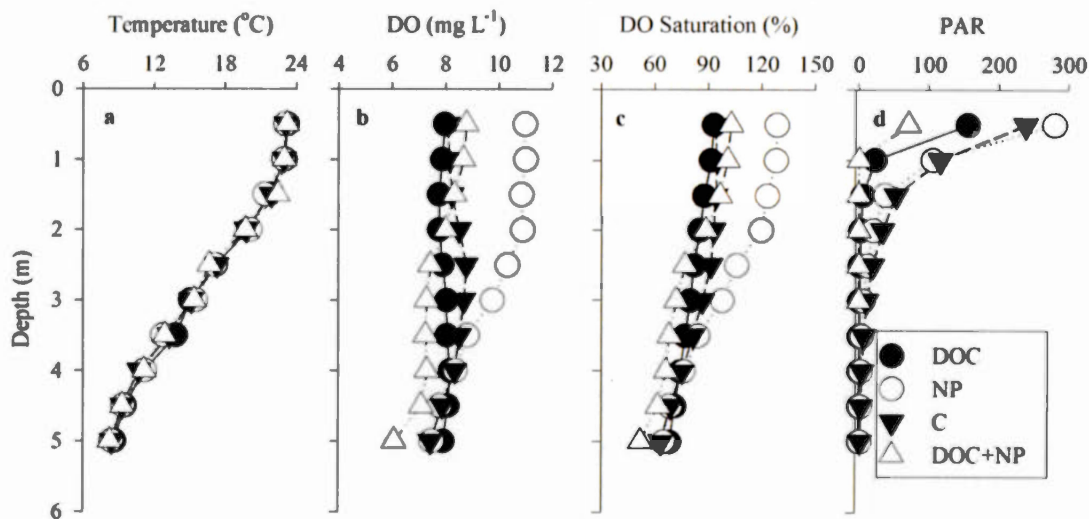 Temperature (°C) DO (mg L⁻¹) DO Saturation (%) PAR
6 12 18 24 4 6 8 10 12 30 60 90 120 150 0 100 200 300
0
a b c d
1
2
3
4
5
6
Depth (m)
DOC
NP
C
DOC+NP